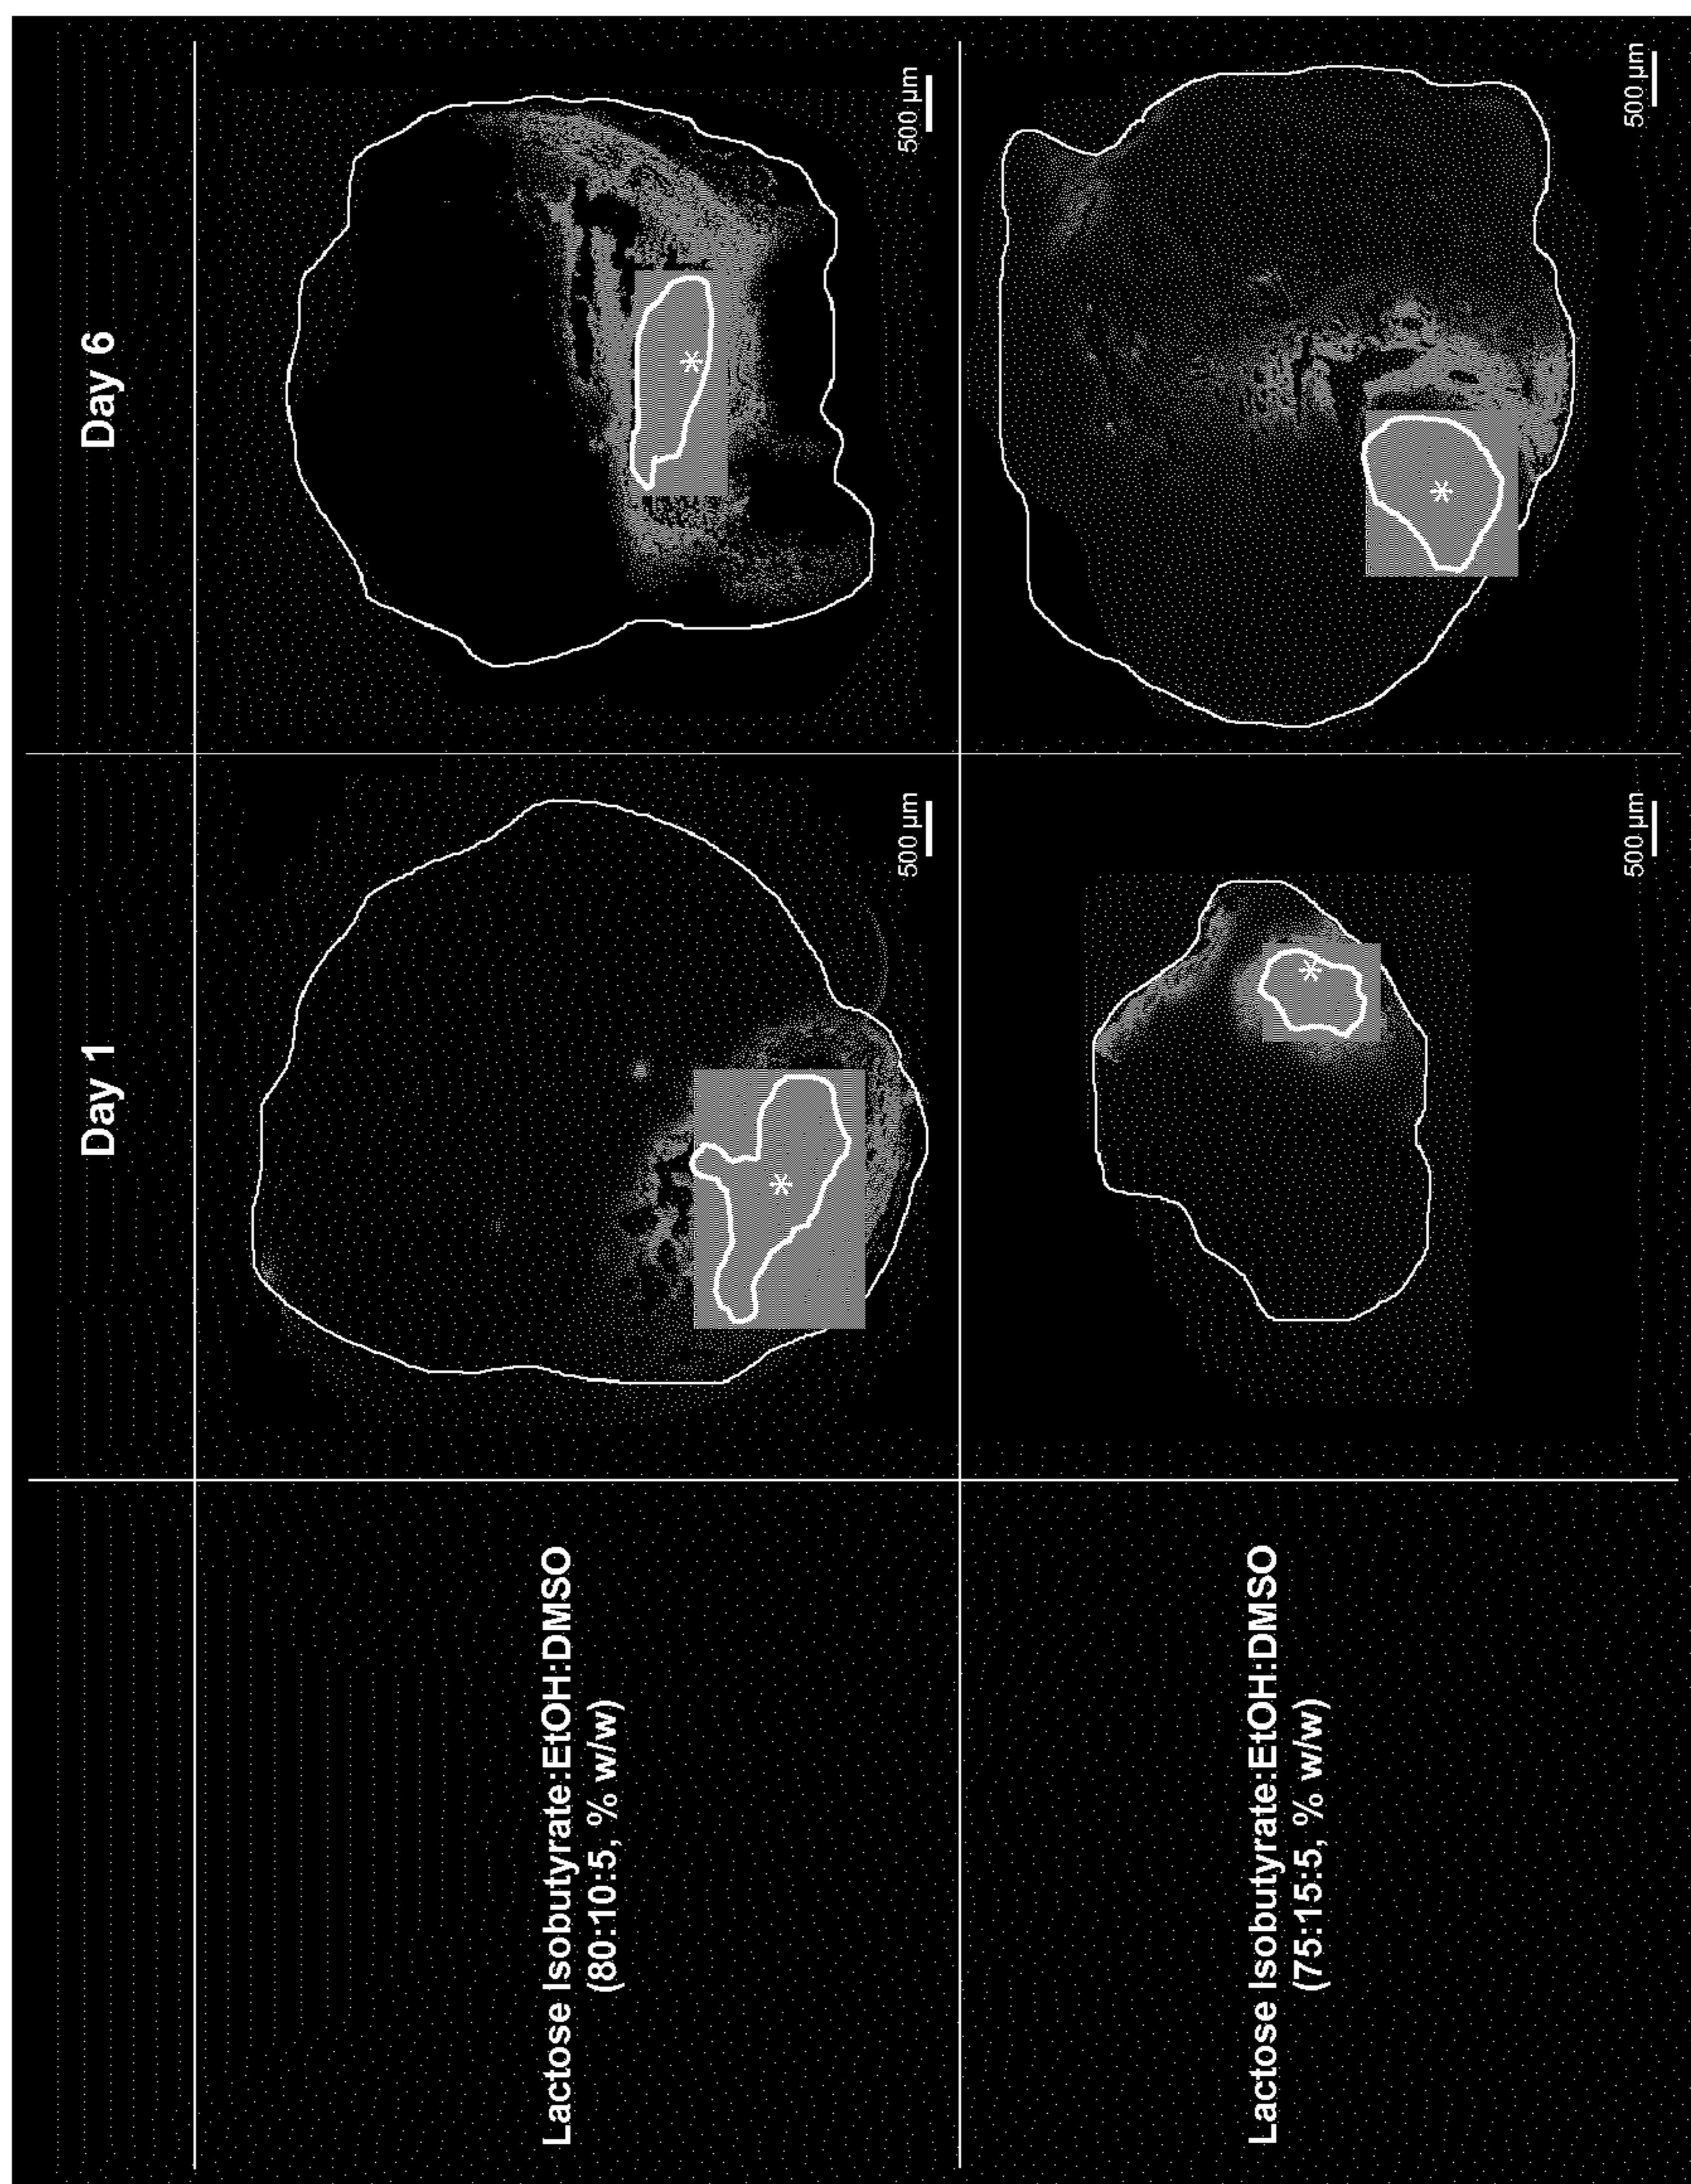 Day 1
Day 6
Lactose Isobutyrate:EtOH:DMSO
(80:10:5, % w/w)
*
500 µm
*
500 µm
Lactose Isobutyrate:EtOH:DMSO
(75:15:5, % w/w)
*
500 µm
*
500 µm